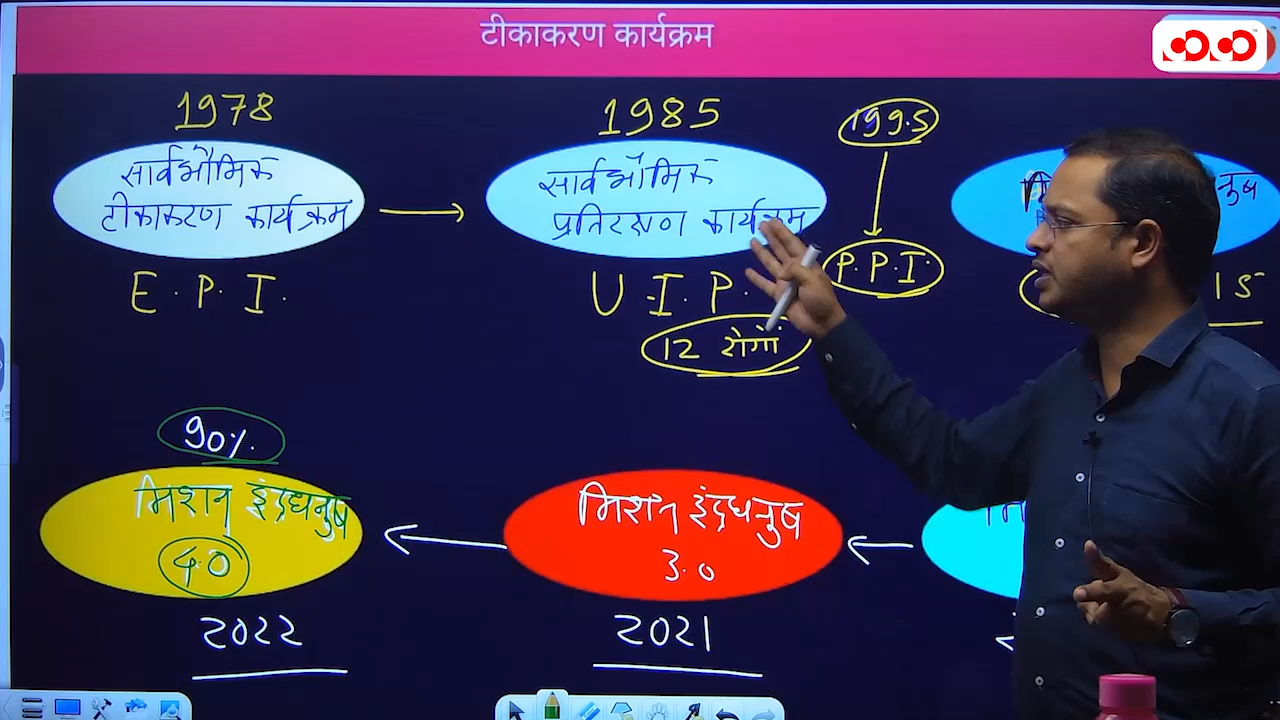 टीकाकरण कार्यक्रम
1978
सार्वभौमिक
टीकाकरण कार्यक्रम
E.P.I.
1985
सार्वभौमिक
प्रतिरक्षण कार्यक्रम
U.I.P.
12 रोगों
1995
P.P.I.
15
90%
मिशन इंद्रधनुष
4.0
2022
मिशन इंद्रधनुष
3.0
2021